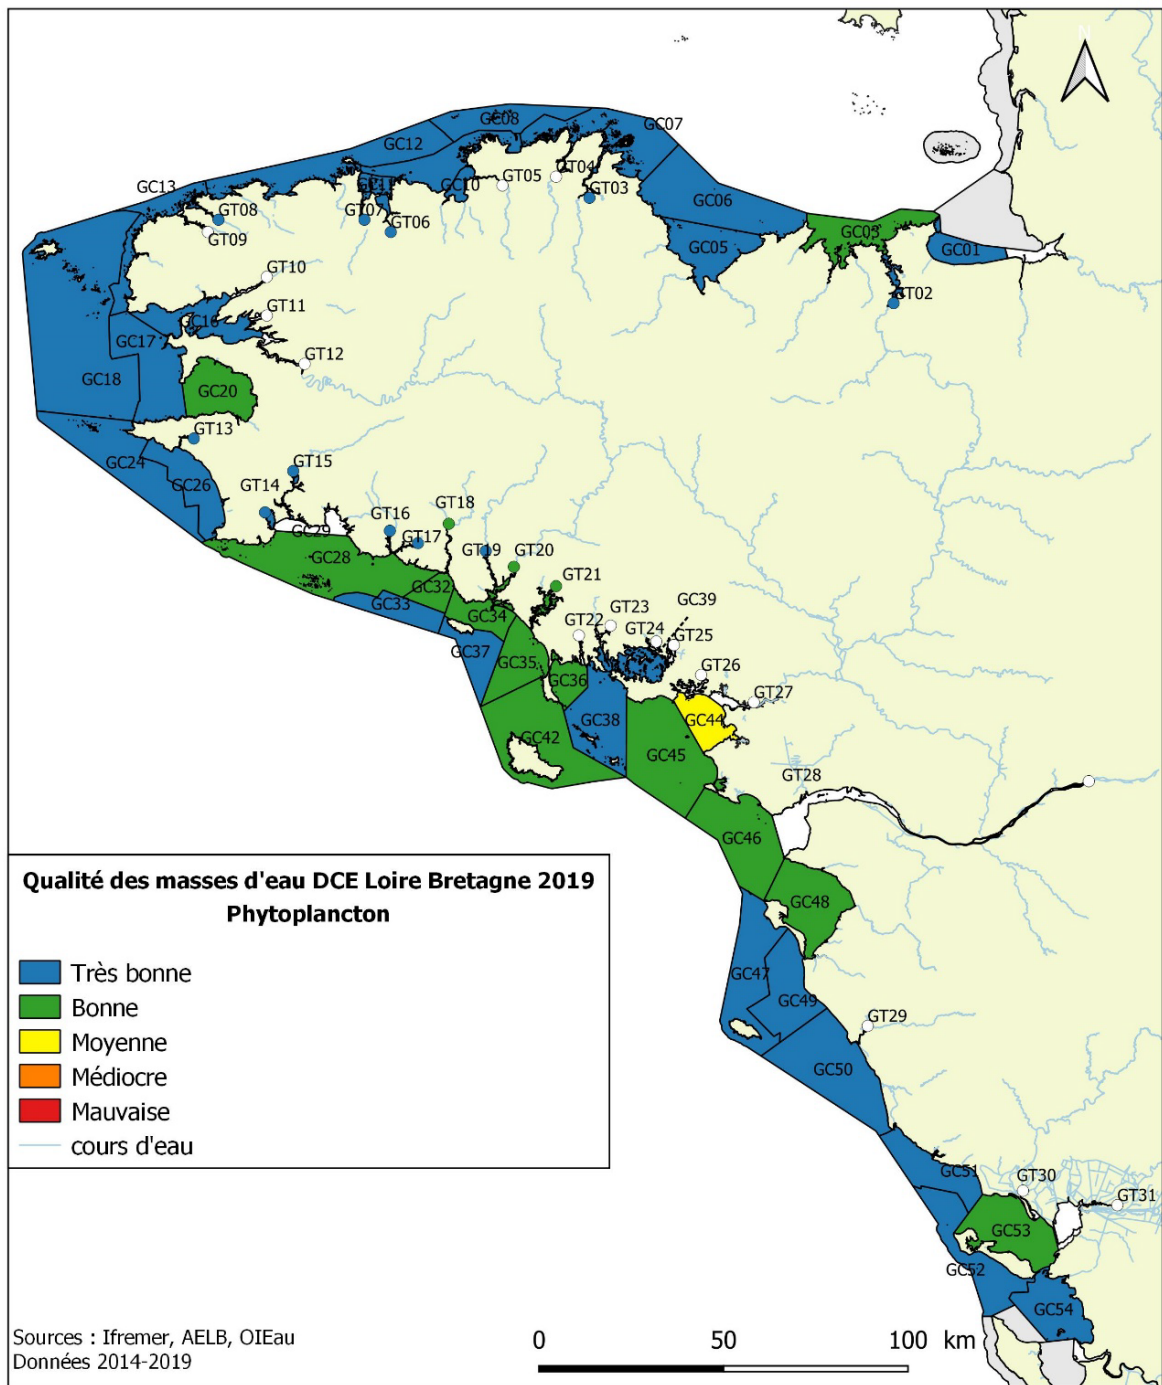 N
GC08
GC07
GC12
GC13
GT04
GT05
GC11
GC10
GT03
GC06
GT08
GT07
GT06
GC03
GT09
GC05
GC01
GT10
GT02
GT11
GC16
GC17
GT12
GC18
GC20
GT13
GC24
GT15
GC26
GT14
GT18
GT16
GC29
GT17
GT19
GT20
GC28
GT21
GC32
GC33
GC34
GC39
GT23
GT22
GT24
GT25
GC37
GC35
GC36
GT26
GT27
GC38
GC44
GC42
GC45
GT28
GC46
GC48
GC47
GC49
GT29
GC50
GC51
GT30
GT31
GC53
GC52
GC54
Qualité des masses d'eau DCE Loire Bretagne 2019
Phytoplancton
Très bonne
Bonne
Moyenne
Médiocre
Mauvaise
cours d'eau
Sources : Ifremer, AELB, OIEau
Données 2014-2019
0 50 100 km